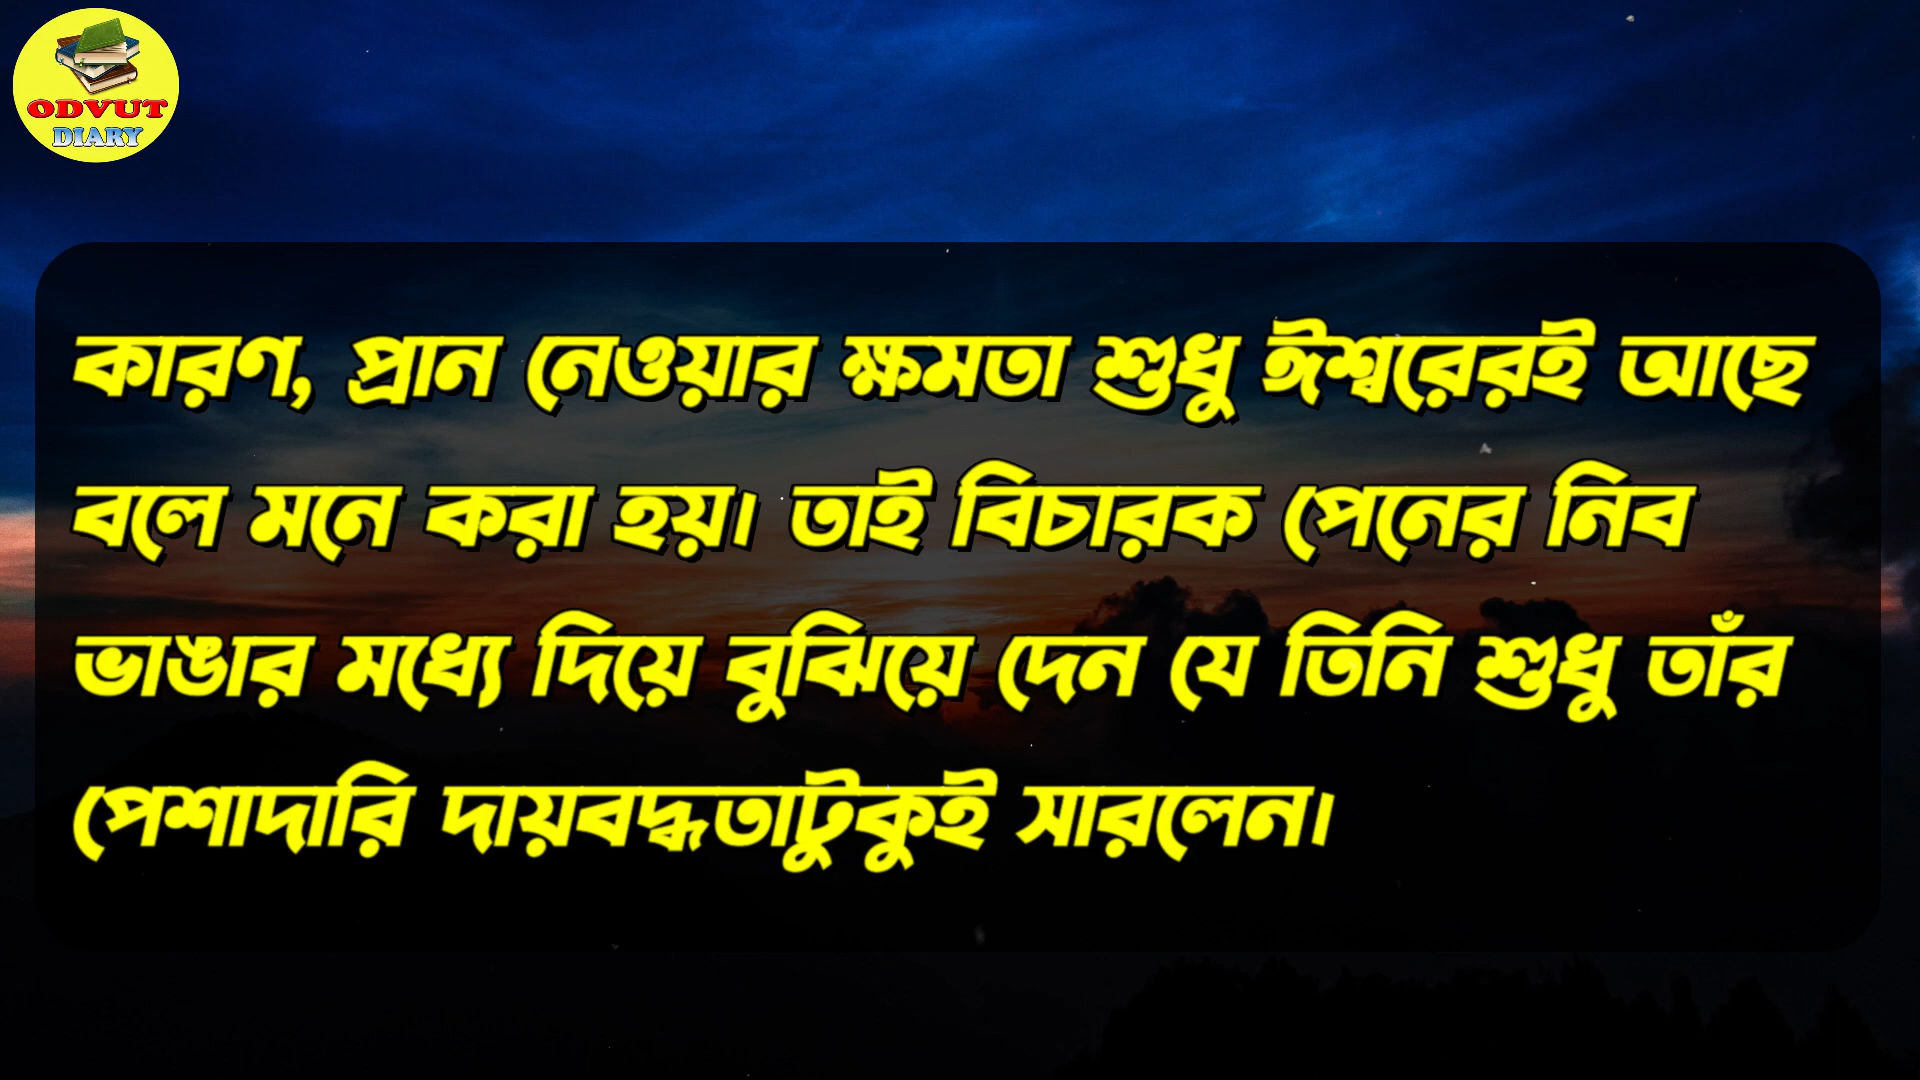 ODVUT
DIARY
কারণ, প্রান নেওয়ার ক্ষমতা শুধু ঈশ্বরেরই আছে
বলে মনে করা হয়। তাই বিচারক পেনের নিব
ভাঙার মধ্যে দিয়ে বুঝিয়ে দেন যে তিনি শুধু তাঁর
পেশাদারি দায়বদ্ধতাটুকুই সারলেন।